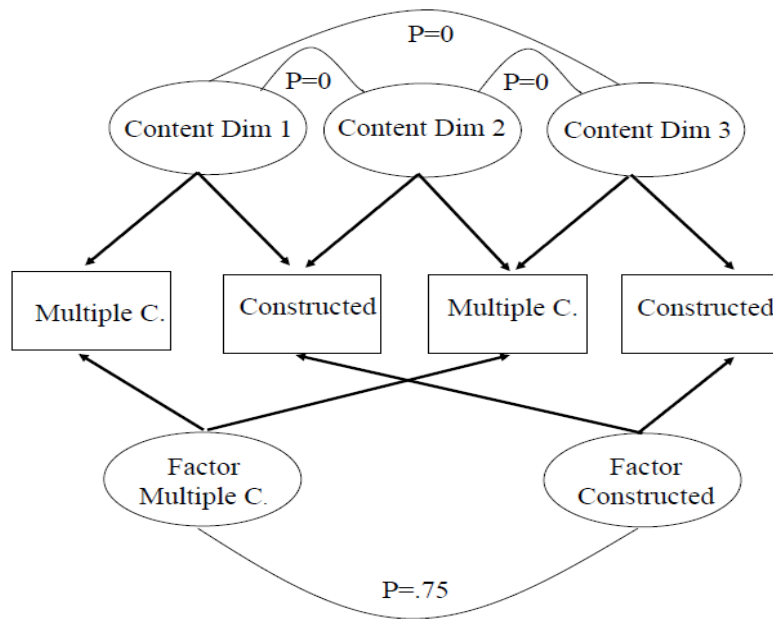 P=0
P=0
P=0
Content Dim 1
Content Dim 2
Content Dim 3
Multiple C.
Constructed
Multiple C.
Constructed
Factor
Multiple C.
Factor
Constructed
P=.75